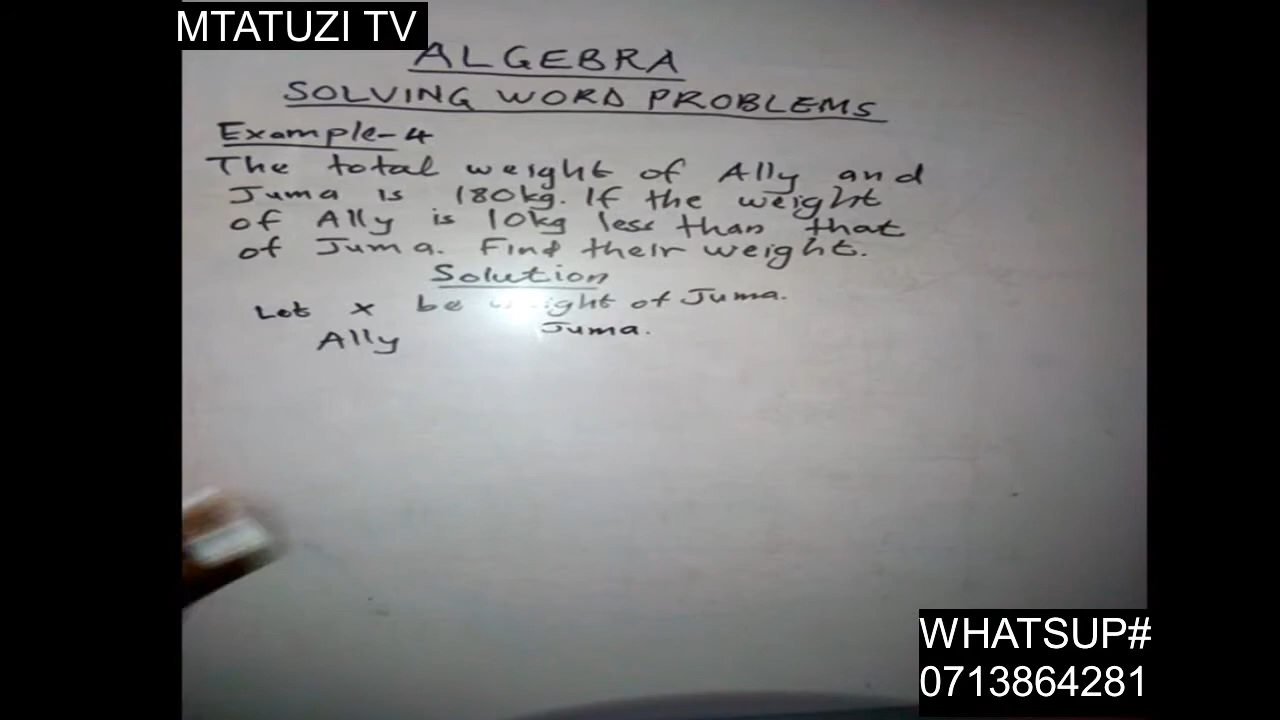 MTATUZI TV
ALGEBRA
SOLVING WORD PROBLEMS
Example-4
The total weight of Ally and
Juma is 180kg. If the weight
of Ally is 10kg less than that
of Juma. Find their weight.
Solution
Let x be weight of Juma.
Ally Juma.
WHATSUP#
0713864281